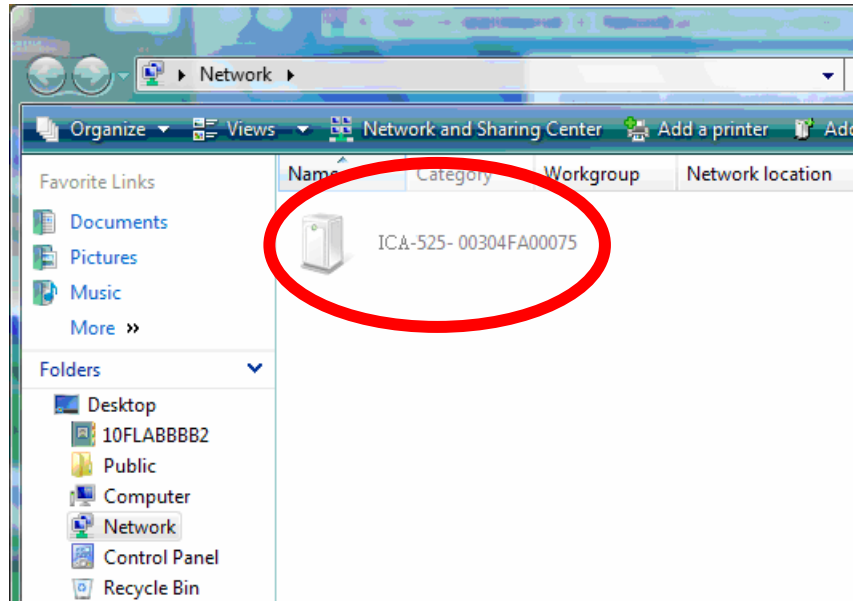 Network
Organize Views Network and Sharing Center Add a printer Add
Favorite Links
Documents
Pictures
Music
More »
Folders
Desktop
10FLABBBB2
Public
Computer
Network
Control Panel
Recycle Bin
Name Category Workgroup Network location
ICA-525- 00304FA00075